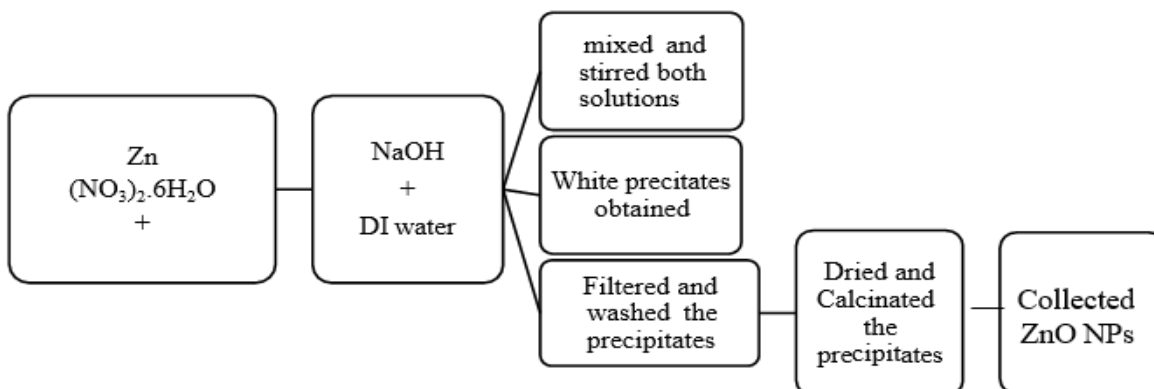 Zn
(NO₃)₂.6H₂O
+
NaOH
+
DI water
mixed and
stirred both
solutions
White precitates
obtained
Filtered and
washed the
precipitates
Dried and
Calcinated
the
precipitates
Collected
ZnO NPs